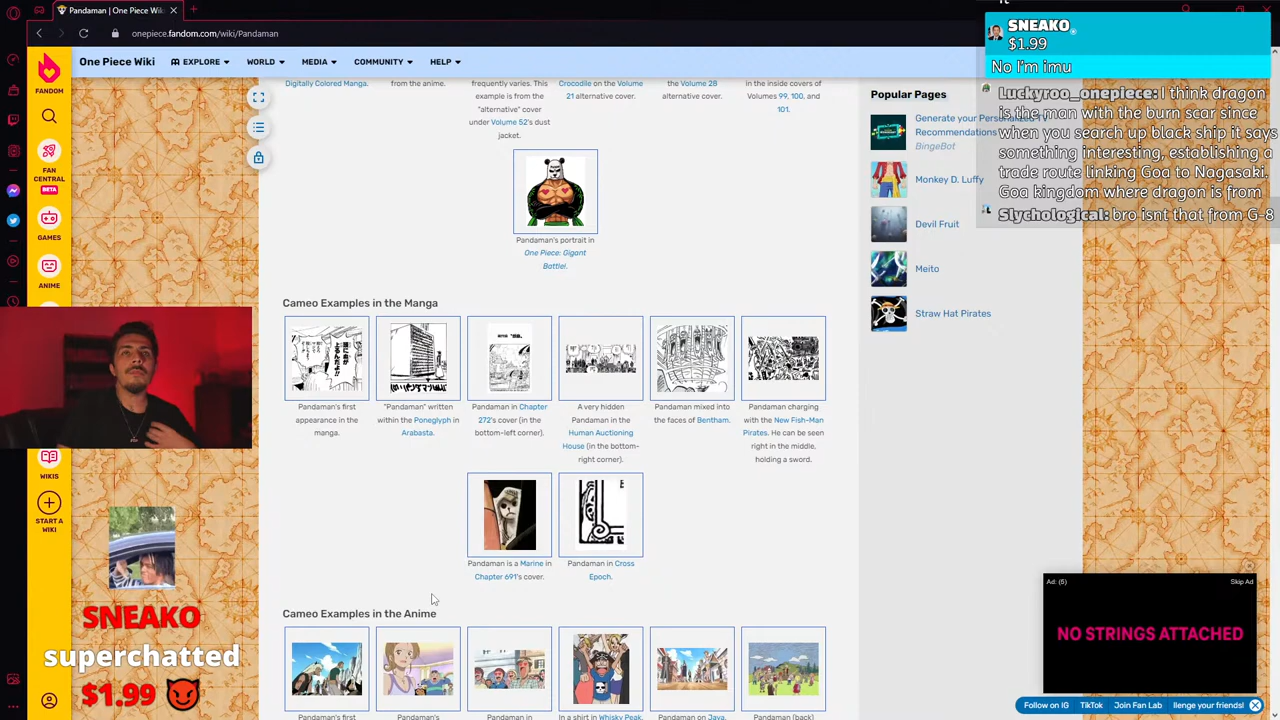 Pandaman | One Piece Wiki
onepiece.fandom.com/wiki/Pandaman
One Piece Wiki
EXPLORE
WORLD
MEDIA
COMMUNITY
HELP
FANDOM
FAN
CENTRAL
BETA
GAMES
ANIME
WIKIS
START A
WIKI
Digitally Colored Manga.
from the anime.
frequently varies. This
example is from the
"alternative" cover
under Volume 52's dust
jacket.
Crocodile on the Volume
21 alternative cover.
the Volume 28
alternative cover.
in the inside covers of
Volumes 99, 100, and
101.
Pandaman's portrait in
One Piece: Gigant
Battle!.
Cameo Examples in the Manga
Pandaman's first
appearance in the
manga.
"Pandaman" written
within the Poneglyph in
Arabasta.
Pandaman in Chapter
272's cover (in the
bottom-left corner).
A very hidden
Pandaman in the
Human Auctioning
House (in the bottom-
right corner).
Pandaman mixed into
the faces of Bentham.
Pandaman charging
with the New Fish-Man
Pirates. He can be seen
right in the middle,
holding a sword.
Pandaman is a Marine in
Chapter 691's cover.
Pandaman in Cross
Epoch.
Cameo Examples in the Anime
Pandaman's first
Pandaman's
Pandaman in
In a shirt in Whisky Peak.
Pandaman on Jaya.
Pandaman (back)
Popular Pages
Generate your Personalized TV
Recommendations
BingeBot
Monkey D. Luffy
Devil Fruit
Meito
Straw Hat Pirates
SNEAKO
$1.99
No I'm imu
Luckyroo_onepiece: I think dragon
is the man with the burn scar since
when you search up black ship it says
something interesting, establishing a
trade route linking Goa to Nagasaki.
Goa kingdom where dragon is from
Slychological: bro isnt that from G-8
SNEAKO
superchatted
$1.99
Ad: (5)
Skip Ad
NO STRINGS ATTACHED
Follow on IG
TikTok
Join Fan Lab
llenge your friends!